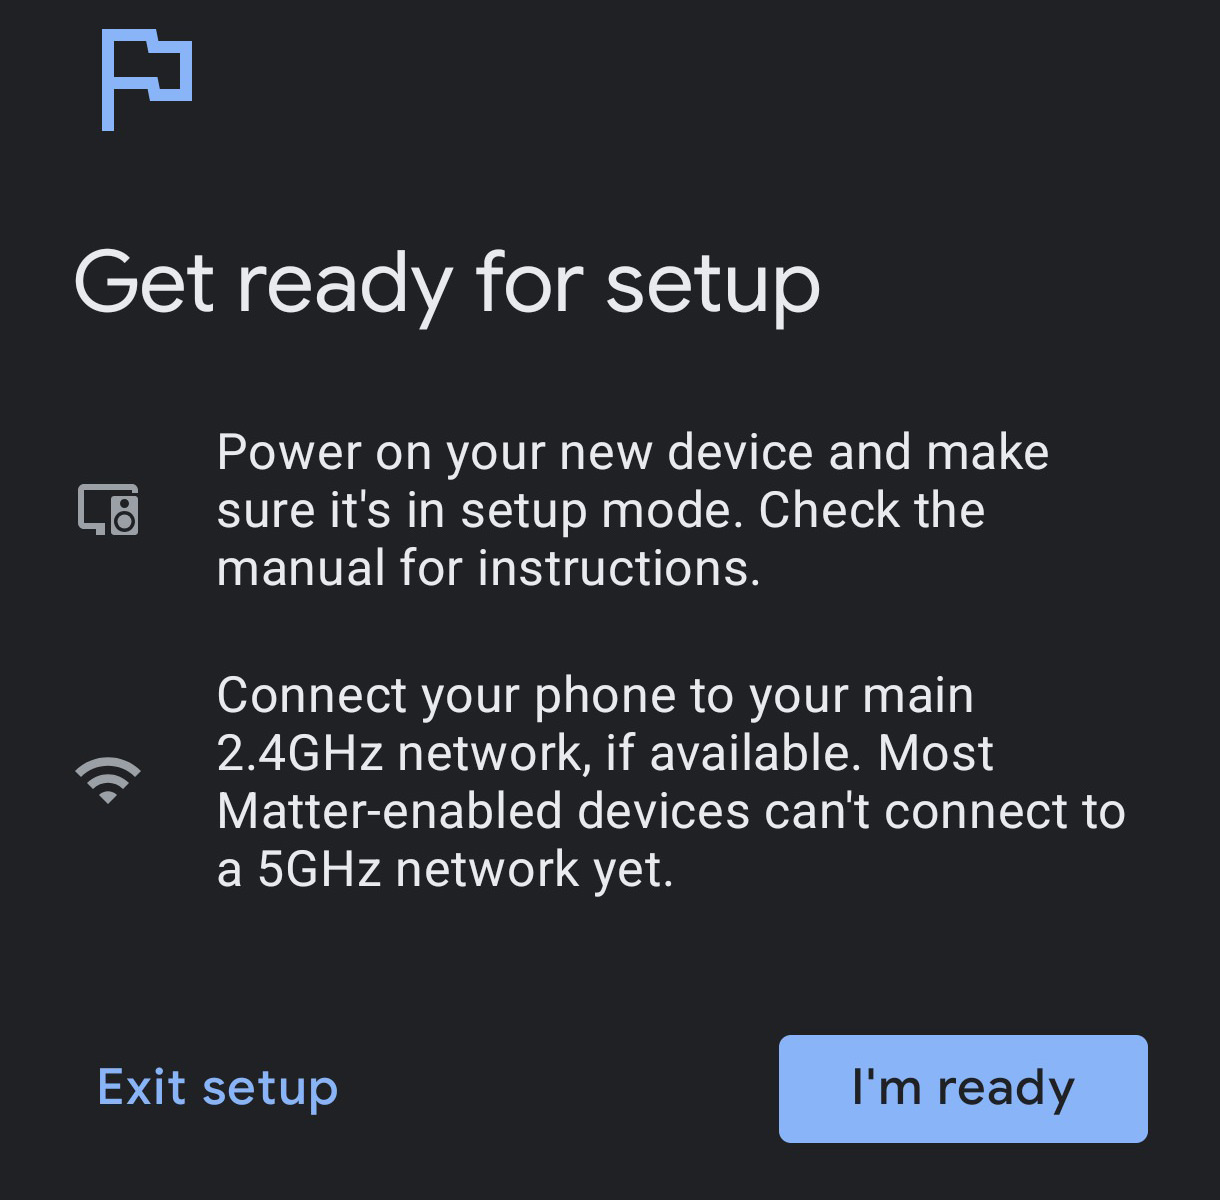 Get ready for setup
Power on your new device and make
sure it's in setup mode. Check the
manual for instructions.
Connect your phone to your main
2.4GHz network, if available. Most
Matter-enabled devices can't connect to
a 5GHz network yet.
Exit setup
I'm ready